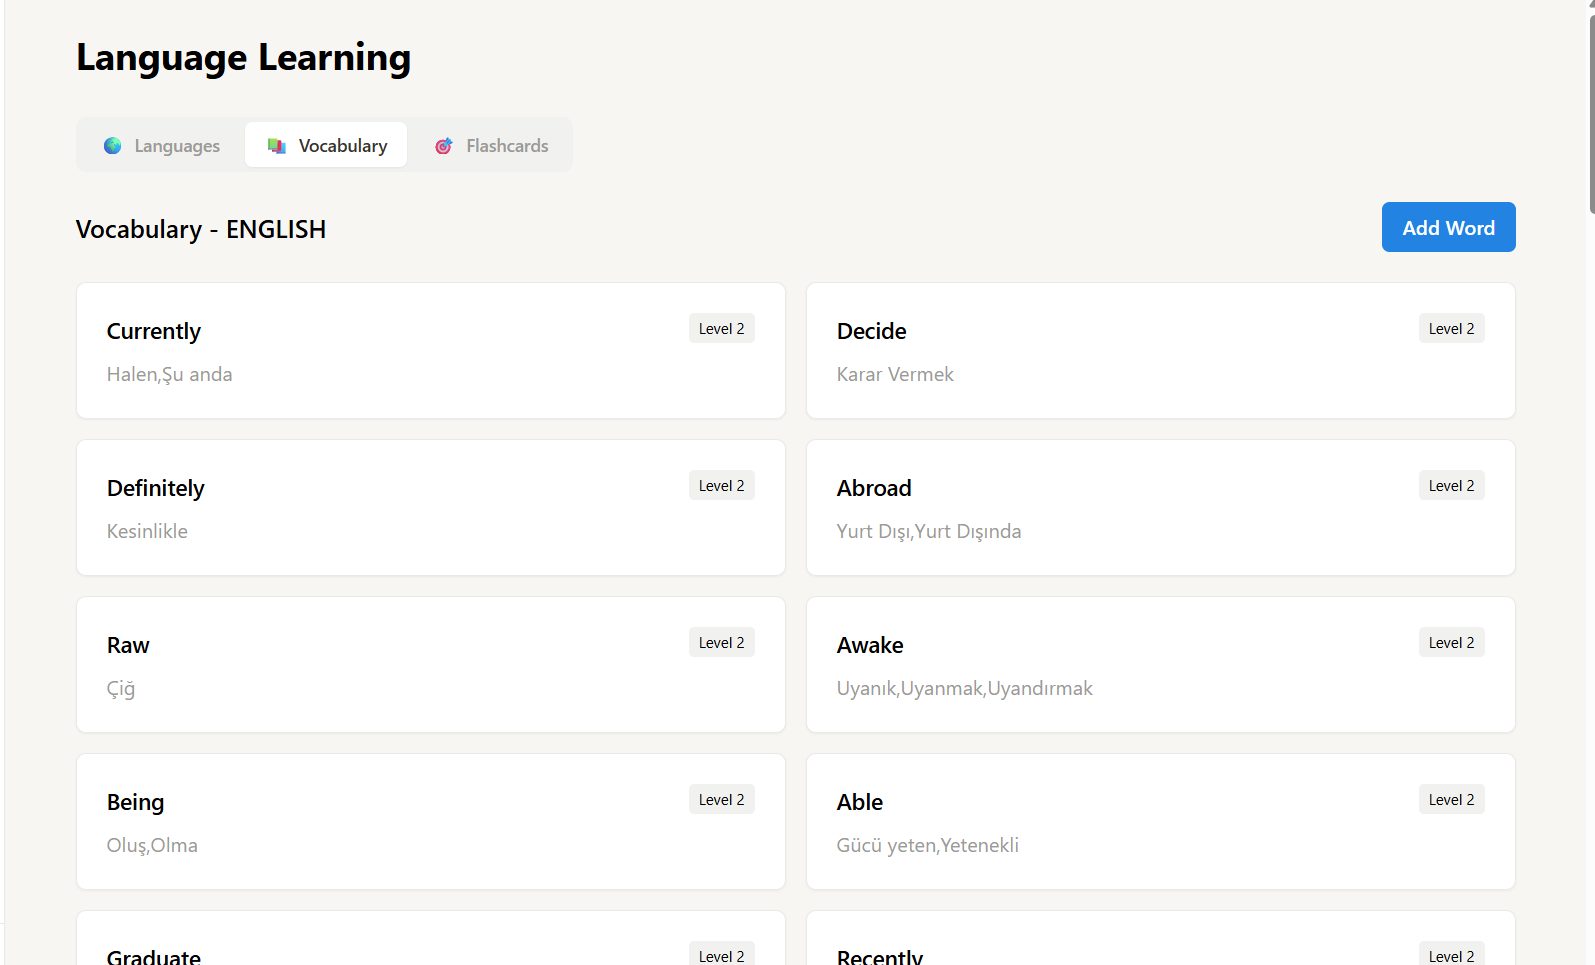 Language Learning
Languages
Vocabulary
Flashcards
Vocabulary - ENGLISH
Add Word
Currently
Level 2
Halen,Şu anda
Decide
Level 2
Karar Vermek
Definitely
Level 2
Kesinlikle
Abroad
Level 2
Yurt Dışı,Yurt Dışında
Raw
Level 2
Çiğ
Awake
Level 2
Uyanık,Uyanmak,Uyandırmak
Being
Level 2
Oluş,Olma
Able
Level 2
Gücü yeten,Yetenekli
Graduate
Level 2
Recently
Level 2